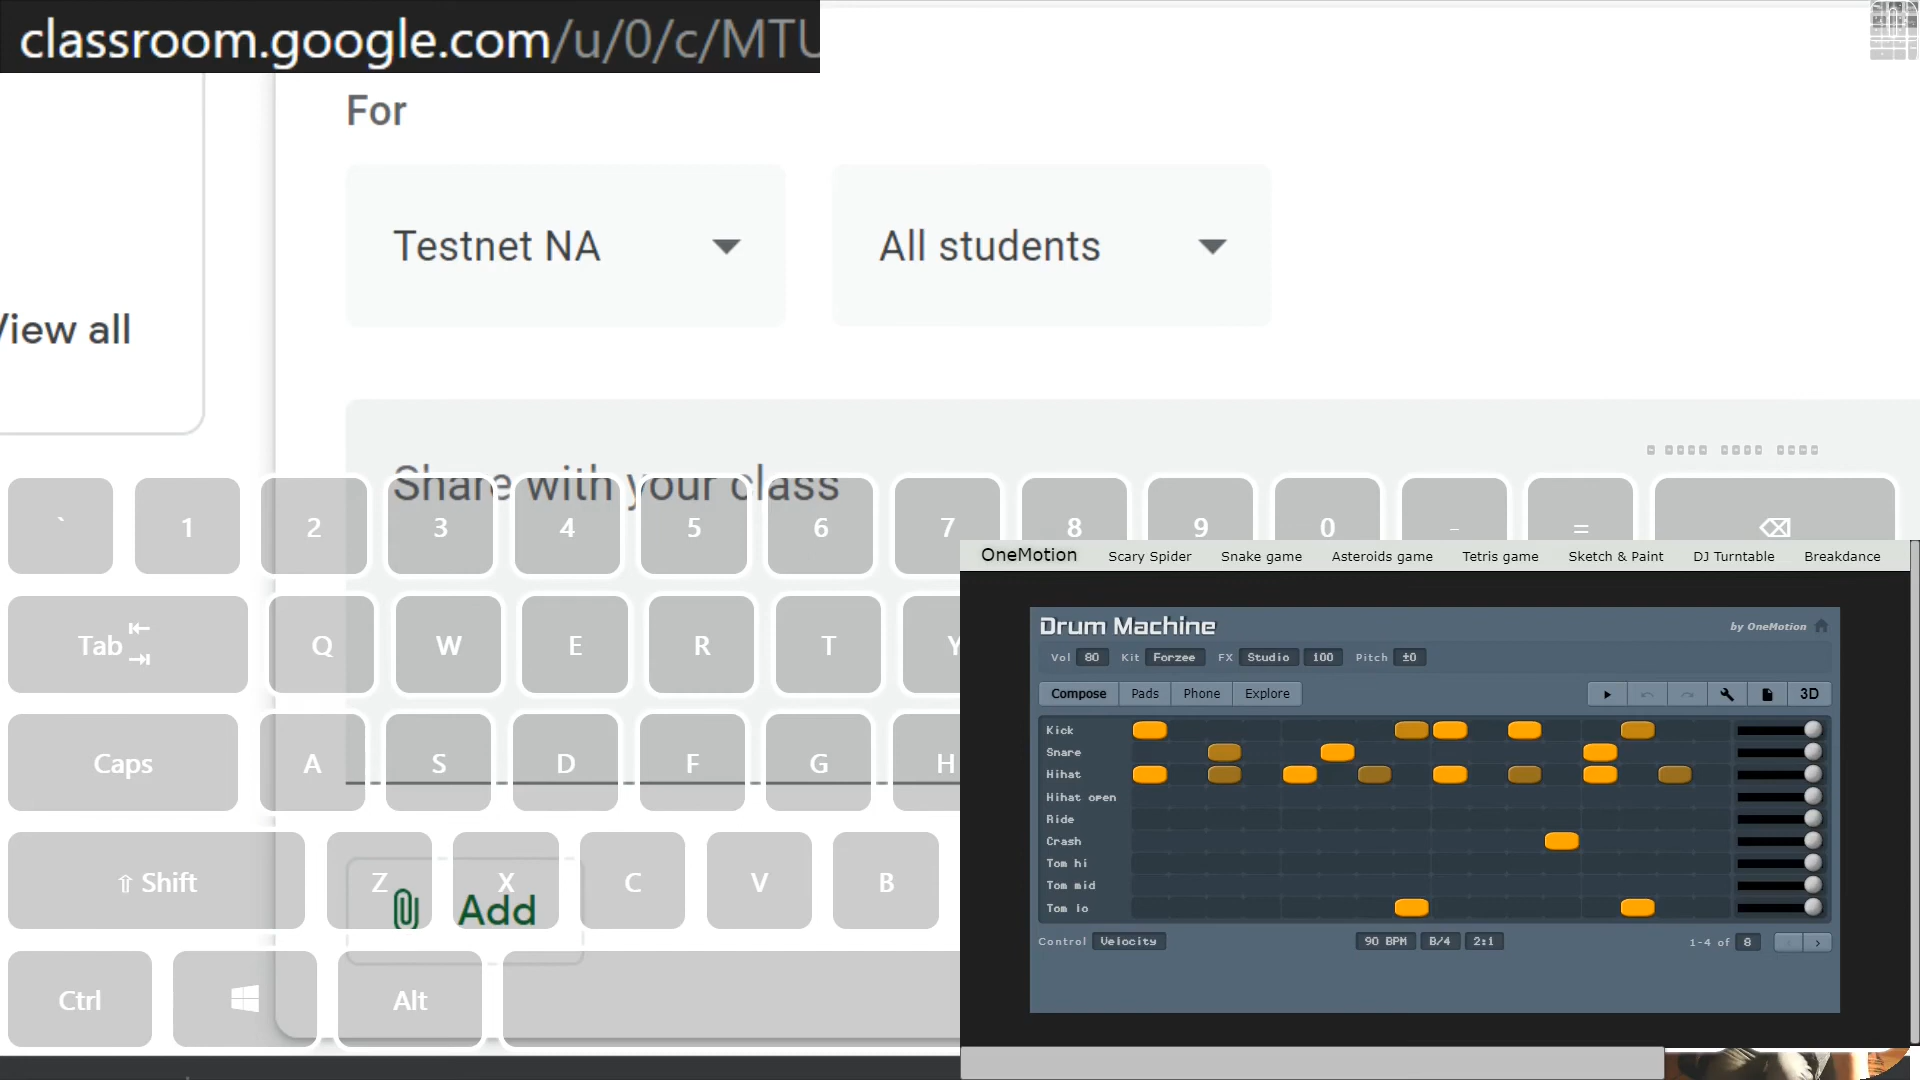 classroom.google.com/u/0/c/MTU
For
Testnet NA
All students
View all
Share with your class
` 1 2 3 4 5 6 7 8 9 0 - = ⌫
Tab Q W E R T Y
Caps A S D F G H
⇧ Shift Z X C V B
Add
Ctrl Alt
OneMotion Scary Spider Snake game Asteroids game Tetris game Sketch & Paint DJ Turntable Breakdance
Drum Machine
by OneMotion
Vol 80 Kit Forzee FX Studio 100 Pitch ±0
Compose Pads Phone Explore 3D
Kick
Snare
Hihat
Hihat open
Ride
Crash
Tom hi
Tom mid
Tom lo
Control Velocity 90 BPM 8/4 2:1 1-4 of 8 ›